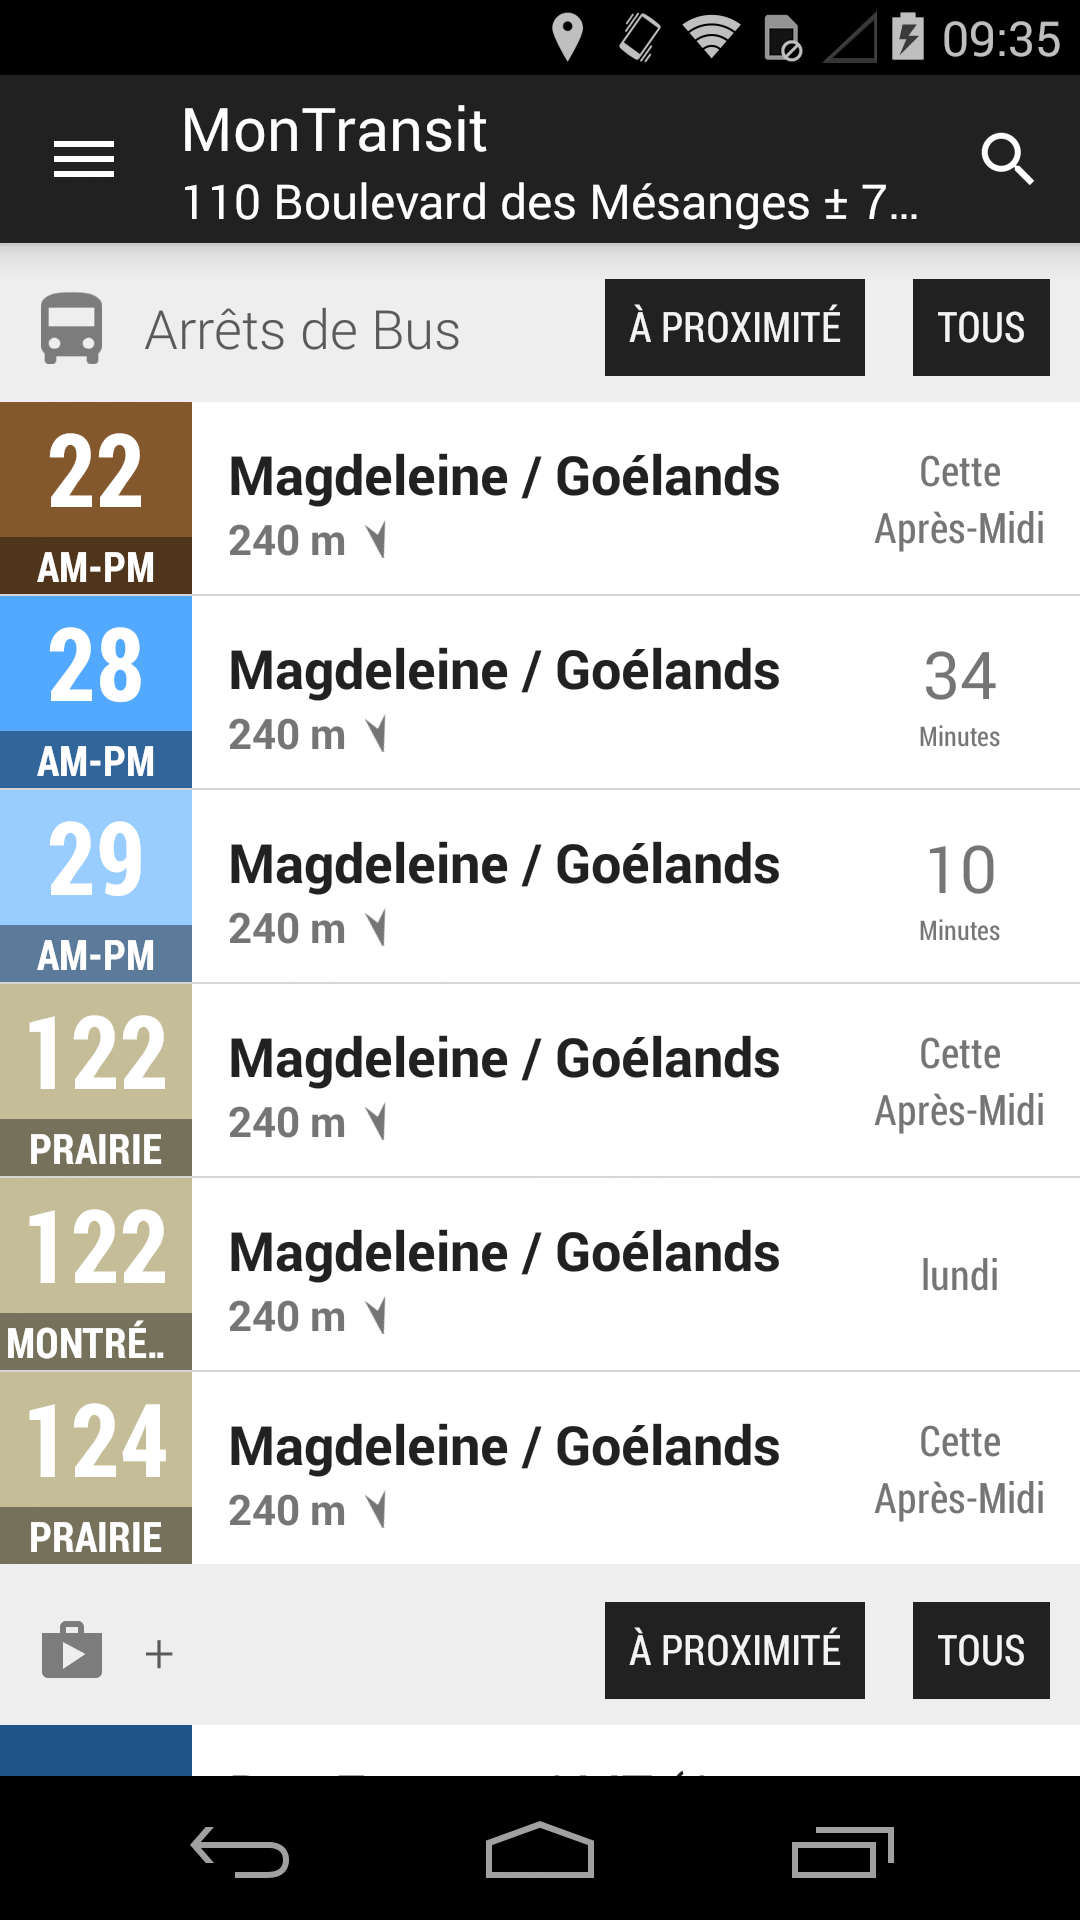 09:35
MonTransit
110 Boulevard des Mésanges ± 7...
Arrêts de Bus
À PROXIMITÉ
TOUS
22
AM-PM
Magdeleine / Goélands
240 m
Cette
Après-Midi
28
AM-PM
Magdeleine / Goélands
240 m
34
Minutes
29
AM-PM
Magdeleine / Goélands
240 m
10
Minutes
122
PRAIRIE
Magdeleine / Goélands
240 m
Cette
Après-Midi
122
MONTRÉ..
Magdeleine / Goélands
240 m
lundi
124
PRAIRIE
Magdeleine / Goélands
240 m
Cette
Après-Midi
+
À PROXIMITÉ
TOUS